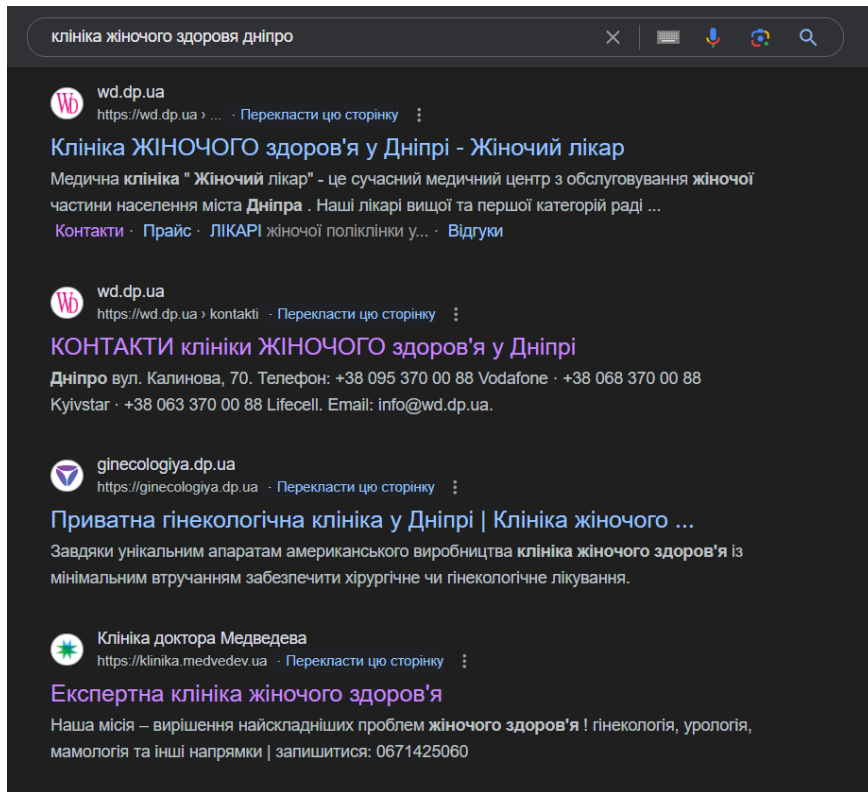 клініка жіночого здоровя дніпро
Wb
wd.dp.ua
https://wd.dp.ua › ... · Перекласти цю сторінку
Клініка ЖІНОЧОГО здоров'я у Дніпрі - Жіночий лікар
Медична клініка " Жіночий лікар" - це сучасний медичний центр з обслуговування жіночої
частини населення міста Дніпра . Наші лікарі вищої та першої категорій раді ...
Контакти · Прайс · ЛІКАРІ жіночої поліклінки у... · Відгуки
Wb
wd.dp.ua
https://wd.dp.ua › kontakti · Перекласти цю сторінку
КОНТАКТИ клініки ЖІНОЧОГО здоров'я у Дніпрі
Дніпро вул. Калинова, 70. Телефон: +38 095 370 00 88 Vodafone · +38 068 370 00 88
Kyivstar · +38 063 370 00 88 Lifecell. Email: info@wd.dp.ua.
ginecologiya.dp.ua
https://ginecologiya.dp.ua · Перекласти цю сторінку
Приватна гінекологічна клініка у Дніпрі | Клініка жіночого ...
Завдяки унікальним апаратам американського виробництва клініка жіночого здоров'я із
мінімальним втручанням забезпечити хірургічне чи гінекологічне лікування.
Клініка доктора Медведева
https://klinika.medvedev.ua · Перекласти цю сторінку
Експертна клініка жіночого здоров'я
Наша місія – вирішення найскладніших проблем жіночого здоров'я ! гінекологія, урологія,
мамологія та інші напрямки | запишитися: 0671425060